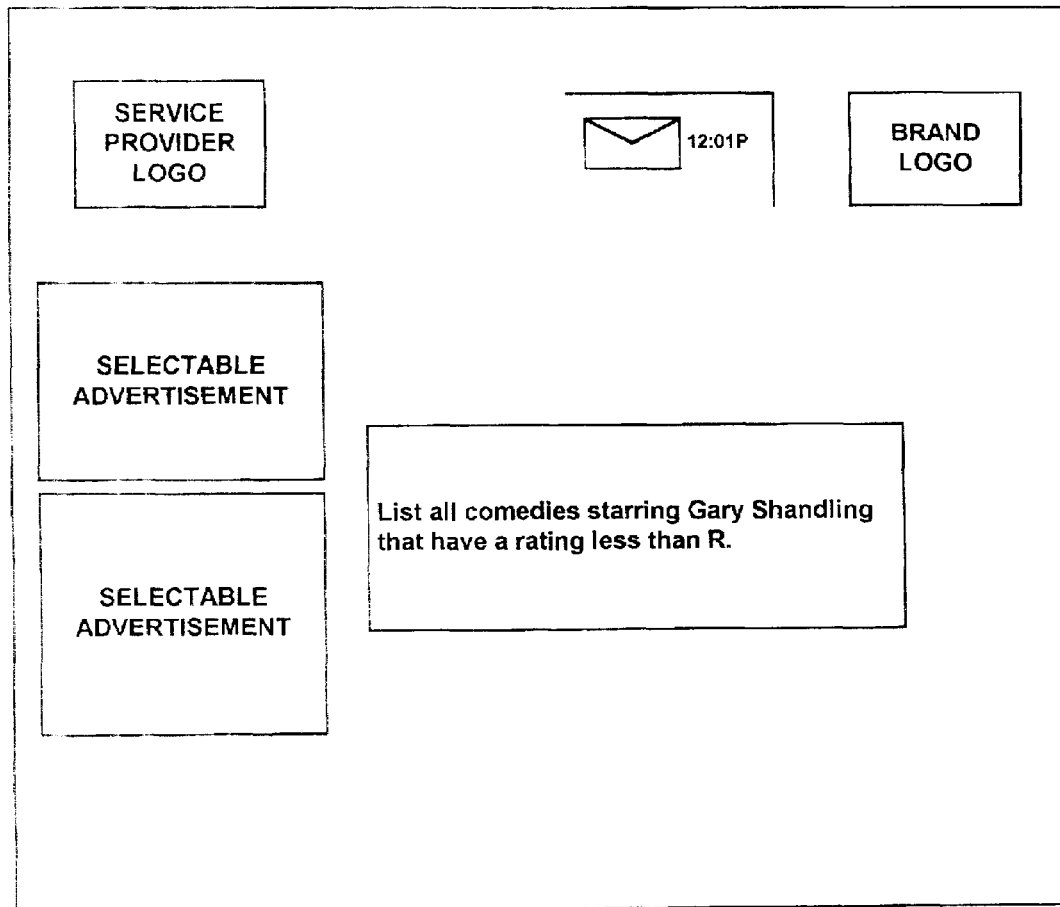 SERVICE
PROVIDER
LOGO
12:01P
BRAND
LOGO
SELECTABLE
ADVERTISEMENT
List all comedies starring Gary Shandling
that have a rating less than R.
SELECTABLE
ADVERTISEMENT